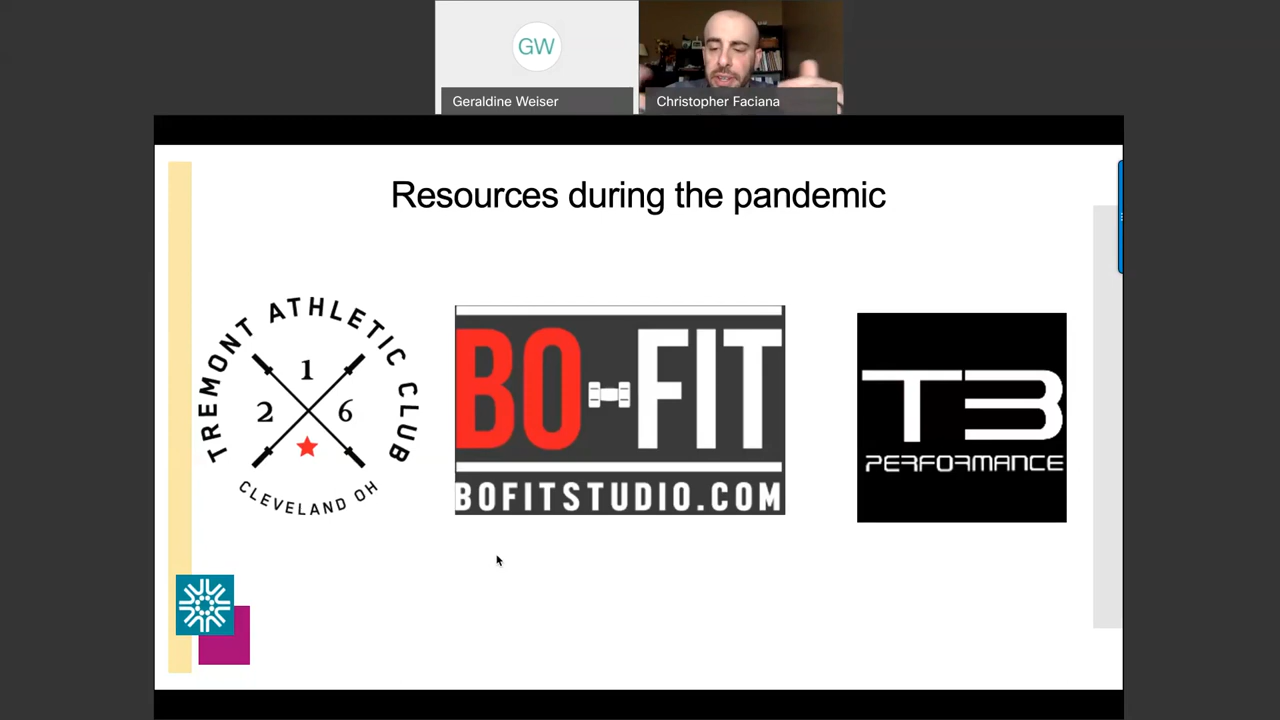 GW
Geraldine Weiser
Christopher Faciana
Resources during the pandemic
TREMONT ATHLETIC CLUB
1
2 6
CLEVELAND OH
BO FIT
BOFITSTUDIO.COM
T3
PERFORMANCE